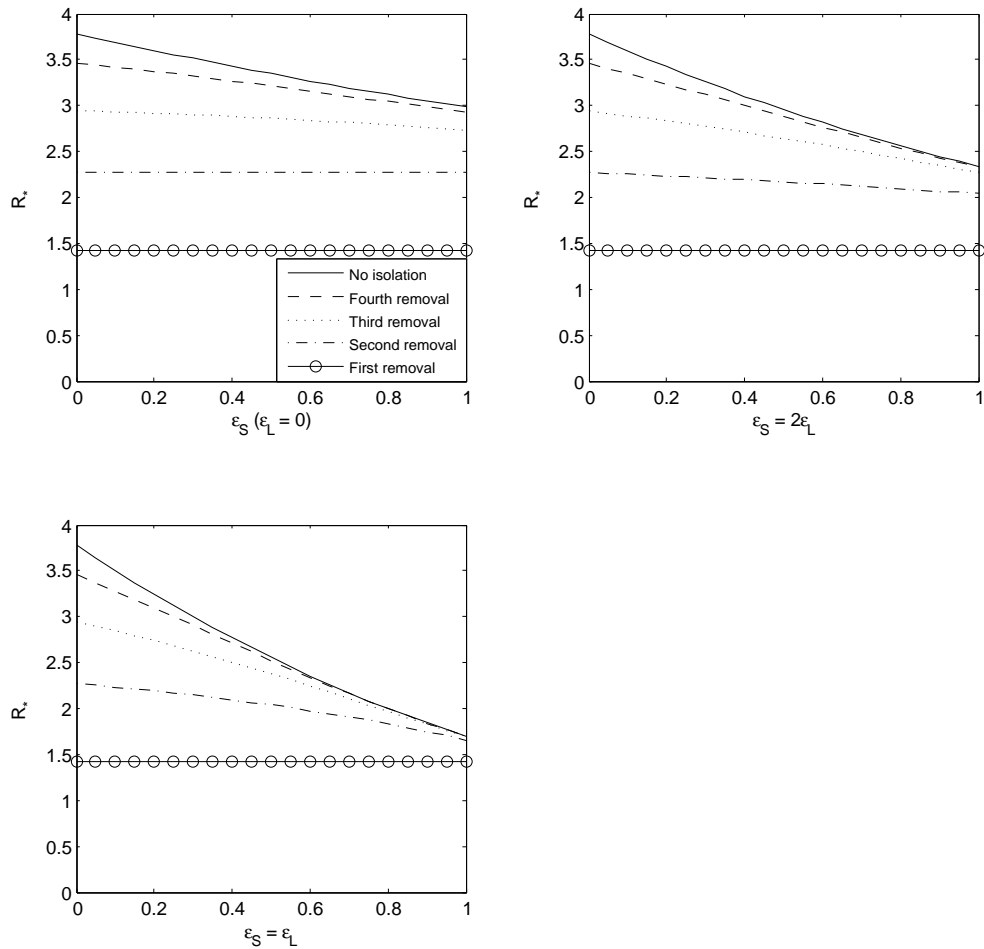 4
3.5
3
2.5
2
1.5
1
0.5
0
R*
0 0.2 0.4 0.6 0.8 1
εS (εL = 0)
No isolation
Fourth removal
Third removal
Second removal
First removal
4
3.5
3
2.5
2
1.5
1
0.5
0
R*
0 0.2 0.4 0.6 0.8 1
εS = 2εL
4
3.5
3
2.5
2
1.5
1
0.5
0
R*
0 0.2 0.4 0.6 0.8 1
εS = εL